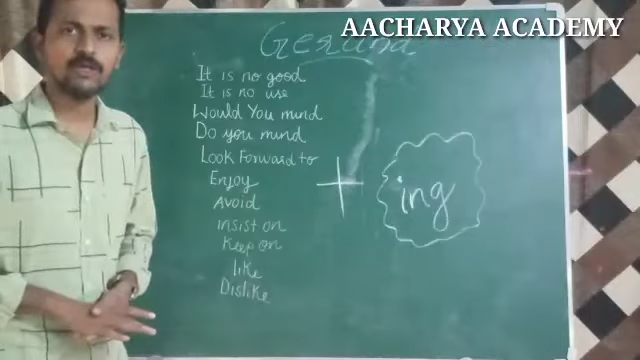 AACHARYA ACADEMY
Gerund
It is no good
It is no use
Would You mind
Do you mind
Look Forward to
Enjoy
Avoid
insist on
Keep on
like
Dislike
+ ing